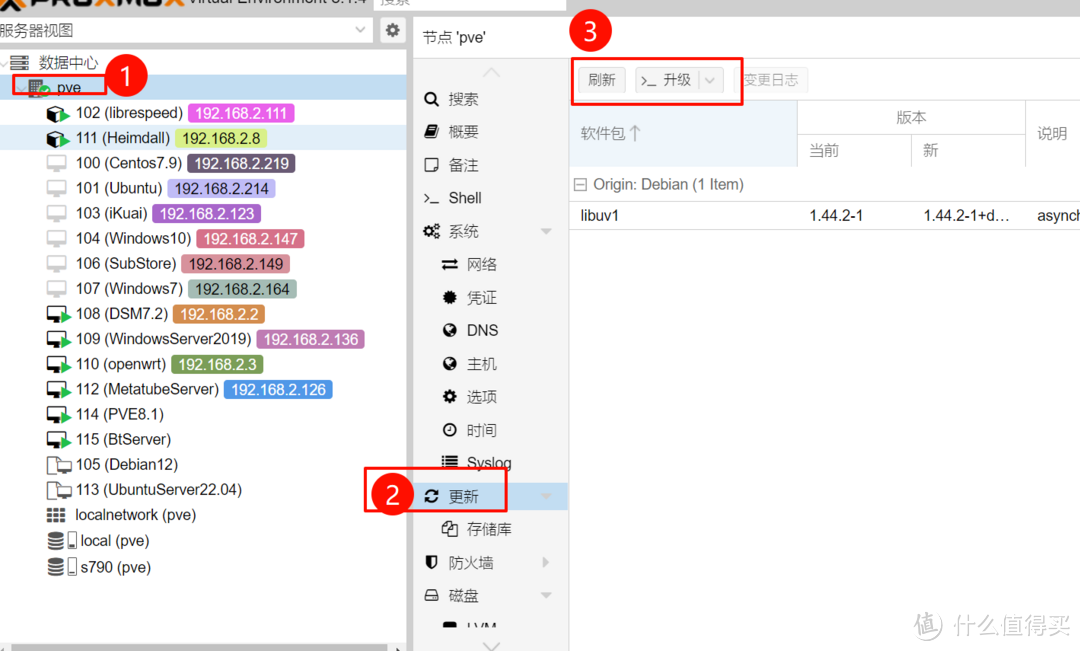 PROXMOX Virtual Environment 8.1.4 搜索
服务器视图
数据中心
pve
102 (librespeed) 192.168.2.111
111 (Heimdall) 192.168.2.8
100 (Centos7.9) 192.168.2.219
101 (Ubuntu) 192.168.2.214
103 (iKuai) 192.168.2.123
104 (Windows10) 192.168.2.147
106 (SubStore) 192.168.2.149
107 (Windows7) 192.168.2.164
108 (DSM7.2) 192.168.2.2
109 (WindowsServer2019) 192.168.2.136
110 (openwrt) 192.168.2.3
112 (MetatubeServer) 192.168.2.126
114 (PVE8.1)
115 (BtServer)
105 (Debian12)
113 (UbuntuServer22.04)
localnetwork (pve)
local (pve)
s790 (pve)
1
节点 'pve'
搜索
概要
备注
Shell
系统
网络
凭证
DNS
主机
选项
时间
Syslog
2
更新
存储库
防火墙
磁盘
LVM
3
刷新 >_ 升级 变更日志
软件包↑ 版本 说明
当前 新
Origin: Debian (1 Item)
libuv1 1.44.2-1 1.44.2-1+d… asynch
值 什么值得买